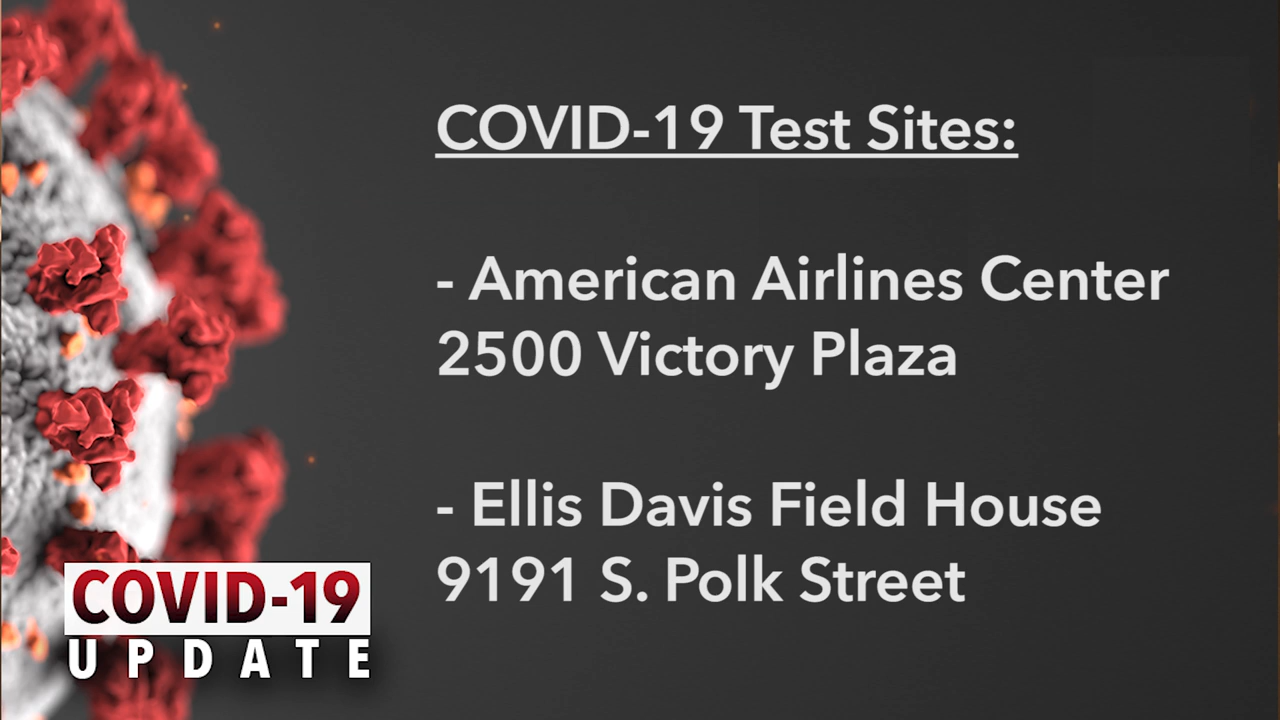 COVID-19 Test Sites:
- American Airlines Center
2500 Victory Plaza
- Ellis Davis Field House
9191 S. Polk Street
COVID-19
UPDATE